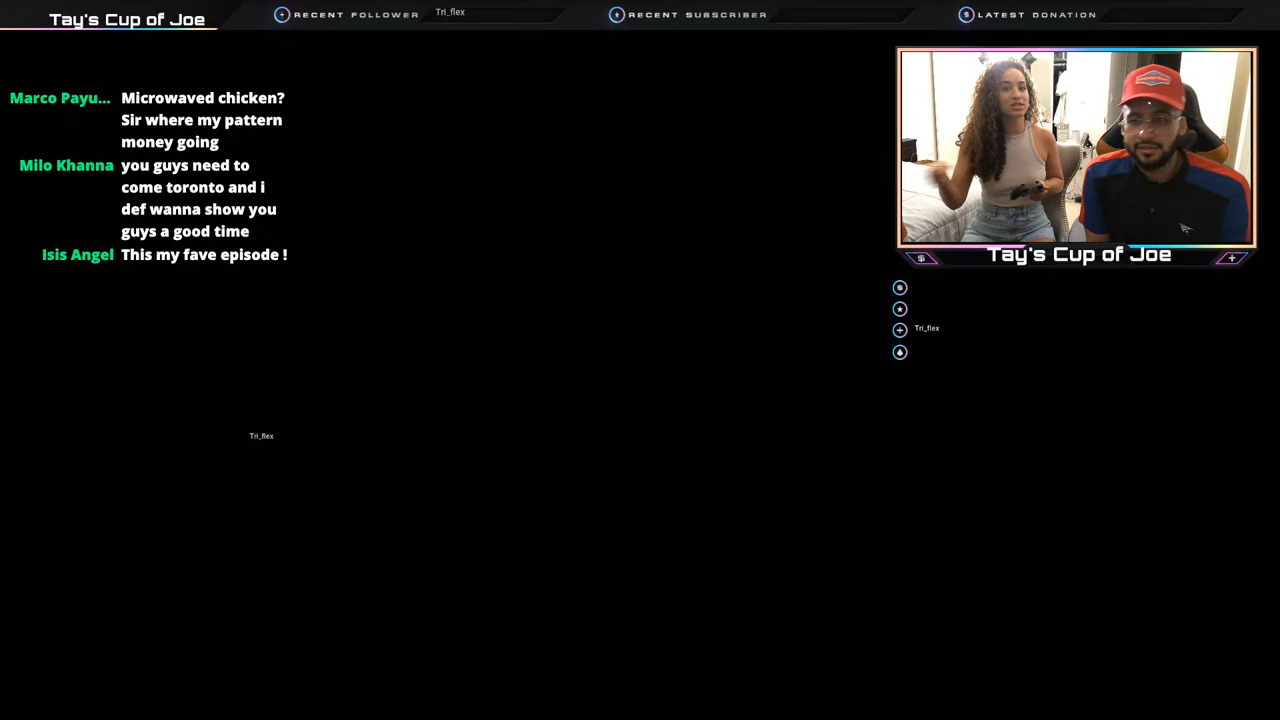 Tay's Cup of Joe
RECENT FOLLOWER Tri_flex
RECENT SUBSCRIBER
LATEST DONATION
Marco Payu... Microwaved chicken?
Sir where my pattern
money going
Milo Khanna you guys need to
come toronto and i
def wanna show you
guys a good time
Isis Angel This my fave episode !
Tay's Cup of Joe
Tri_flex
Tri_flex